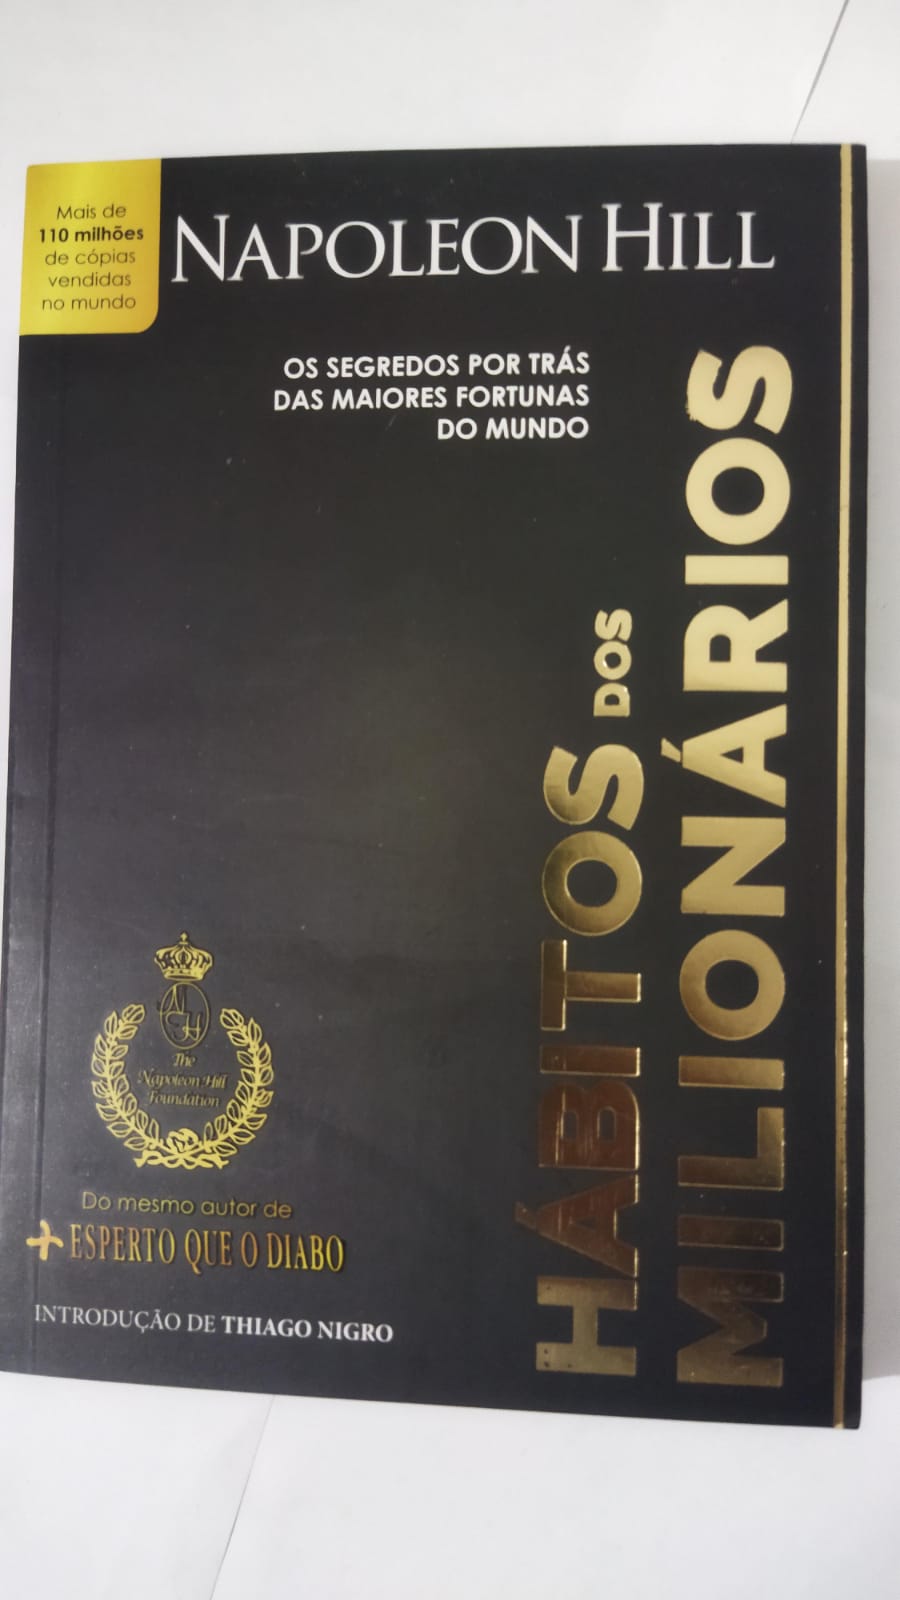 Mais de
110 milhões
de cópias
vendidas
no mundo
NAPOLEON HILL
OS SEGREDOS POR TRÁS
DAS MAIORES FORTUNAS
DO MUNDO
HÁBITOS DOS
MILIONÁRIOS
NHF
The
Napoleon Hill
Foundation
Do mesmo autor de
+ ESPERTO QUE O DIABO
INTRODUÇÃO DE THIAGO NIGRO